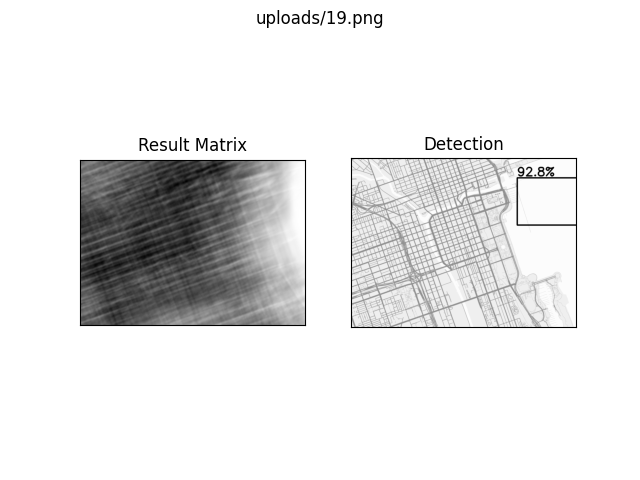 uploads/19.png
Result Matrix
Detection
92.8%